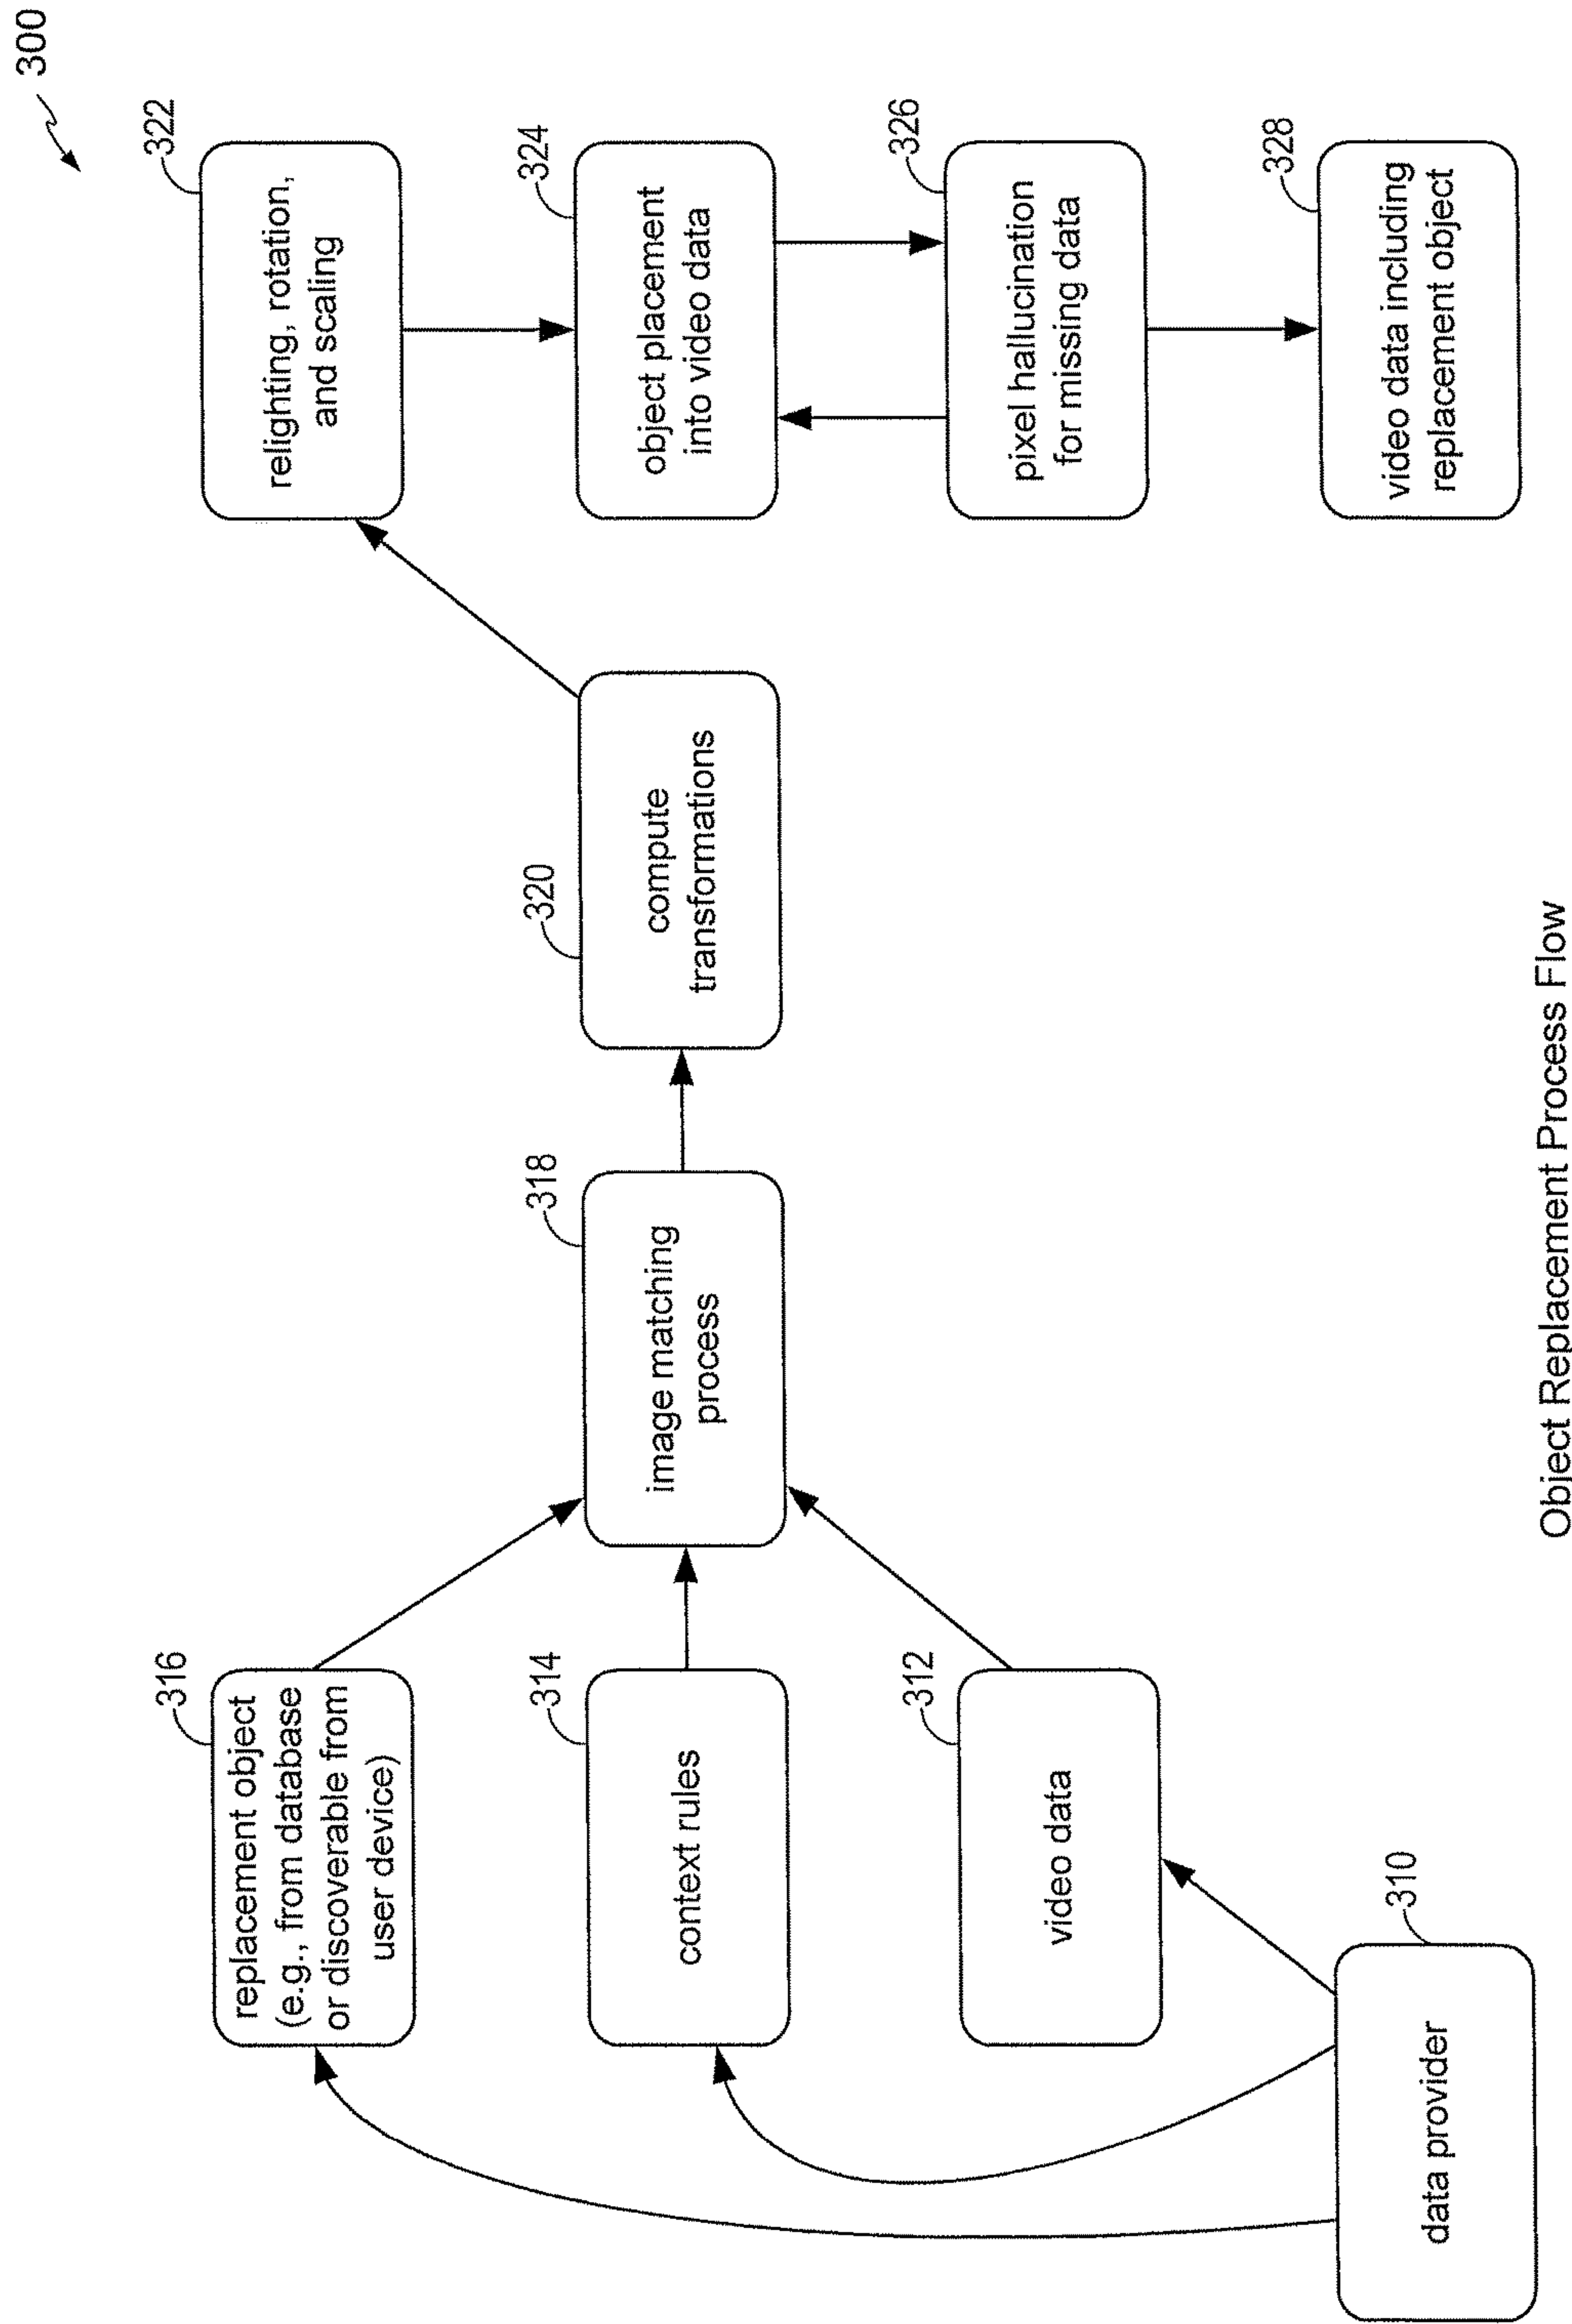 300
316
replacement object
(e.g., from database
or discoverable from
user device)
314
context rules
312
video data
310
data provider
318
image matching
process
320
compute
transformations
322
relighting, rotation,
and scaling
324
object placement
into video data
326
pixel hallucination
for missing data
328
video data including
replacement object
Object Replacement Process Flow